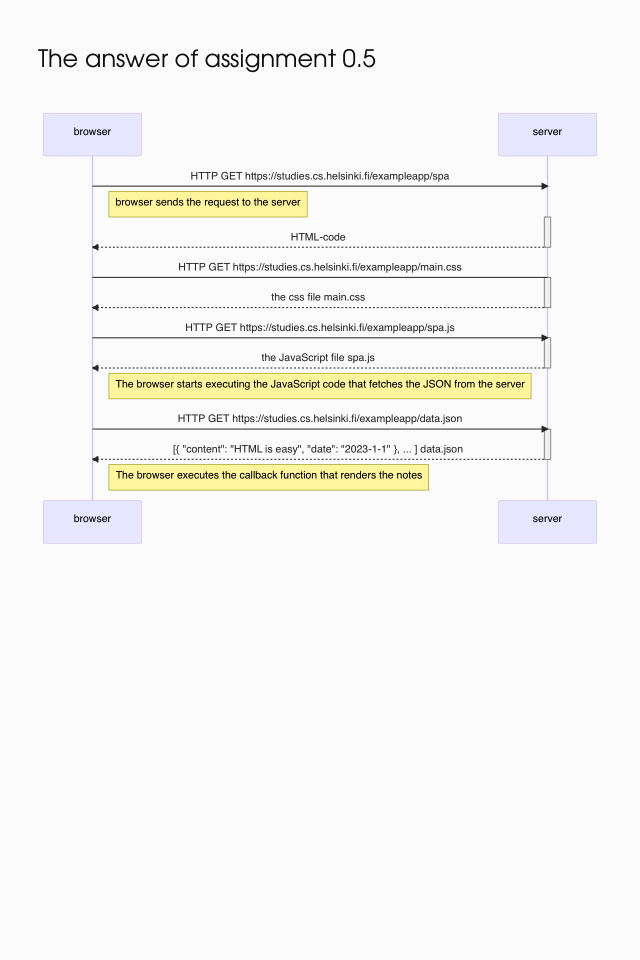 The answer of assignment 0.5
browser server
HTTP GET https://studies.cs.helsinki.fi/exampleapp/spa
browser sends the request to the server
HTML-code
HTTP GET https://studies.cs.helsinki.fi/exampleapp/main.css
the css file main.css
HTTP GET https://studies.cs.helsinki.fi/exampleapp/spa.js
the JavaScript file spa.js
The browser starts executing the JavaScript code that fetches the JSON from the server
HTTP GET https://studies.cs.helsinki.fi/exampleapp/data.json
[{ "content": "HTML is easy", "date": "2023-1-1" }, ... ] data.json
The browser executes the callback function that renders the notes
browser server